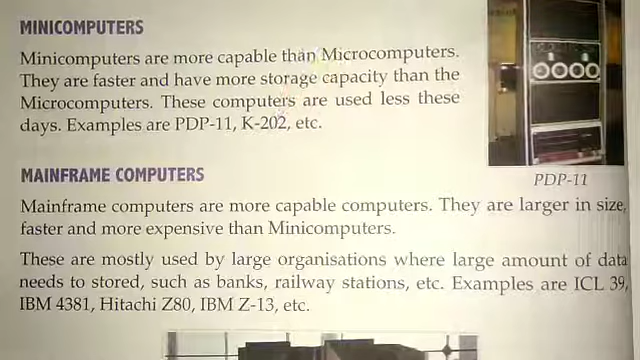 MINICOMPUTERS
Minicomputers are more capable than Microcomputers.
They are faster and have more storage capacity than the
Microcomputers. These computers are used less these
days. Examples are PDP-11, K-202, etc.
PDP-11
MAINFRAME COMPUTERS
Mainframe computers are more capable computers. They are larger in size,
faster and more expensive than Minicomputers.
These are mostly used by large organisations where large amount of data
needs to stored, such as banks, railway stations, etc. Examples are ICL 39,
IBM 4381, Hitachi Z80, IBM Z-13, etc.